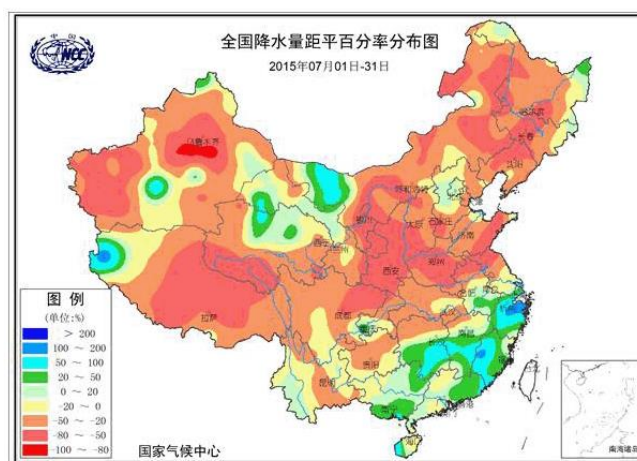 全国降水量距平百分率分布图
2015年07月01日-31日
中国
NCC
哈尔滨
长春
沈阳
乌鲁木齐
呼和浩特
北京
天津
银川
太原
石家庄
济南
西宁
兰州
西安
郑州
合肥
南京
拉萨
成都
重庆
武汉
杭州
长沙
南昌
贵阳
昆明
南宁
香港
台北
海口
图 例
(单位:%)
> 200
100 ~ 200
50 ~ 100
20 ~ 50
0 ~ 20
-20 ~ 0
-50 ~ -20
-80 ~ -50
-100 ~ -80
国家气候中心
南海诸岛